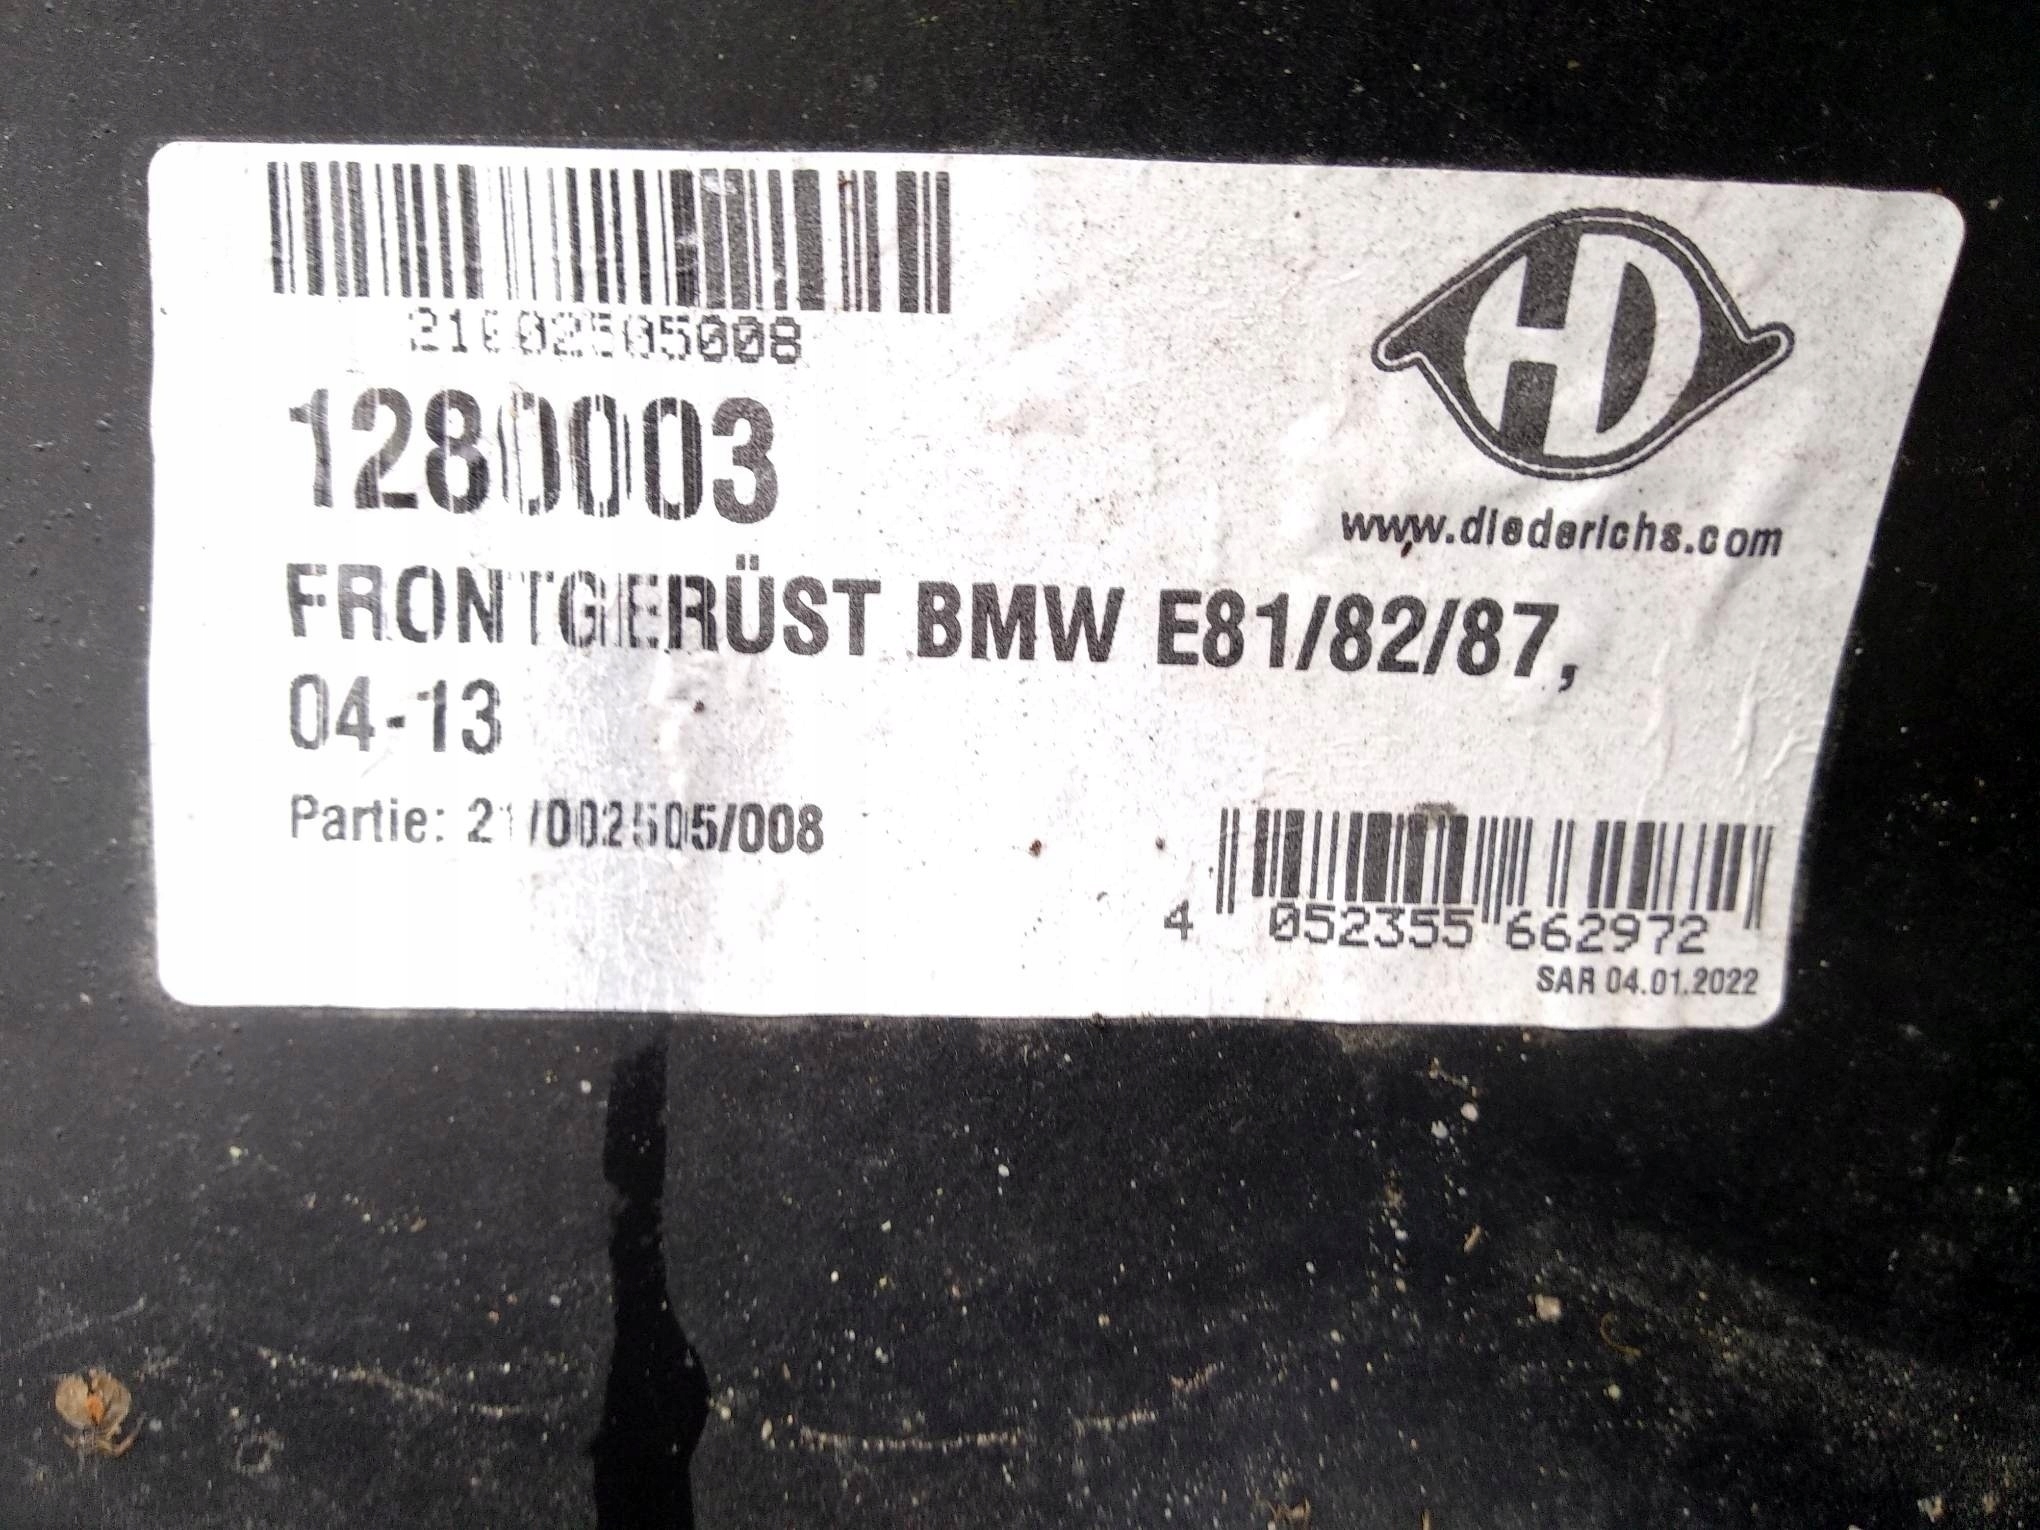 21002505008
1280003
HD
www.diederichs.com
FRONTGERÜST BMW E81/82/87,
04-13
Partie: 21/002505/008
4 052355 662972
SAR 04.01.2022